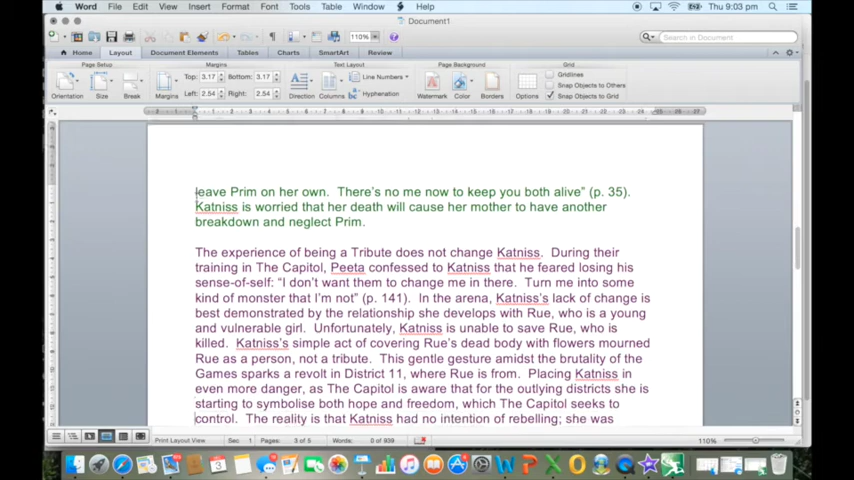 Word File Edit View Insert Format Font Tools Table Window Help Thu 9:03 pm
Document1
110% Search in Document
Home Layout Document Elements Tables Charts SmartArt Review
Page Setup Margins Text Layout Page Background Grid
Orientation Size Break Margins Top: 3.17 Bottom: 3.17 Left: 2.54 Right: 2.54 Direction Columns Line Numbers Hyphenation Watermark Color Borders Options Gridlines Snap Objects to Others Snap Objects to Grid
leave Prim on her own. There's no me now to keep you both alive" (p. 35).
Katniss is worried that her death will cause her mother to have another
breakdown and neglect Prim.
The experience of being a Tribute does not change Katniss. During their
training in The Capitol, Peeta confessed to Katniss that he feared losing his
sense-of-self: "I don't want them to change me in there. Turn me into some
kind of monster that I'm not" (p. 141). In the arena, Katniss's lack of change is
best demonstrated by the relationship she develops with Rue, who is a young
and vulnerable girl. Unfortunately, Katniss is unable to save Rue, who is
killed. Katniss's simple act of covering Rue's dead body with flowers mourned
Rue as a person, not a tribute. This gentle gesture amidst the brutality of the
Games sparks a revolt in District 11, where Rue is from. Placing Katniss in
even more danger, as The Capitol is aware that for the outlying districts she is
starting to symbolise both hope and freedom, which The Capitol seeks to
control. The reality is that Katniss had no intention of rebelling; she was
Print Layout View Sec 1 Pages: 3 of 5 Words: 0 of 939 110%